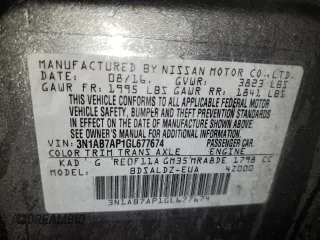 MANUFACTURED BY NISSAN MOTOR CO.,LTD.
DATE: 08/16. GVWR: 3823 LBS
GAWR FR: 1995 LBS GAWR RR: 1841 LBS
THIS VEHICLE CONFORMS TO ALL APPLICABLE
FEDERAL MOTOR VEHICLE SAFETY, BUMPER AND THEFT PREVENTION
STANDARDS IN EFFECT ON THE DATE OF MANUFACTURE SHOWN ABOVE.
SEE OWNER'S MANUAL FOR ADDITIONAL INFORMATION.
VIN: 3N1AB7AP1GL677674 PASSENGER CAR.
COLOR TRIM TRANS AXLE ENGINE
KAD G RE0F11A GM35 MRA8DE 1798 CC
MODEL: BDSALDZ-EUA 42000
3N1AB7AP1GL677674